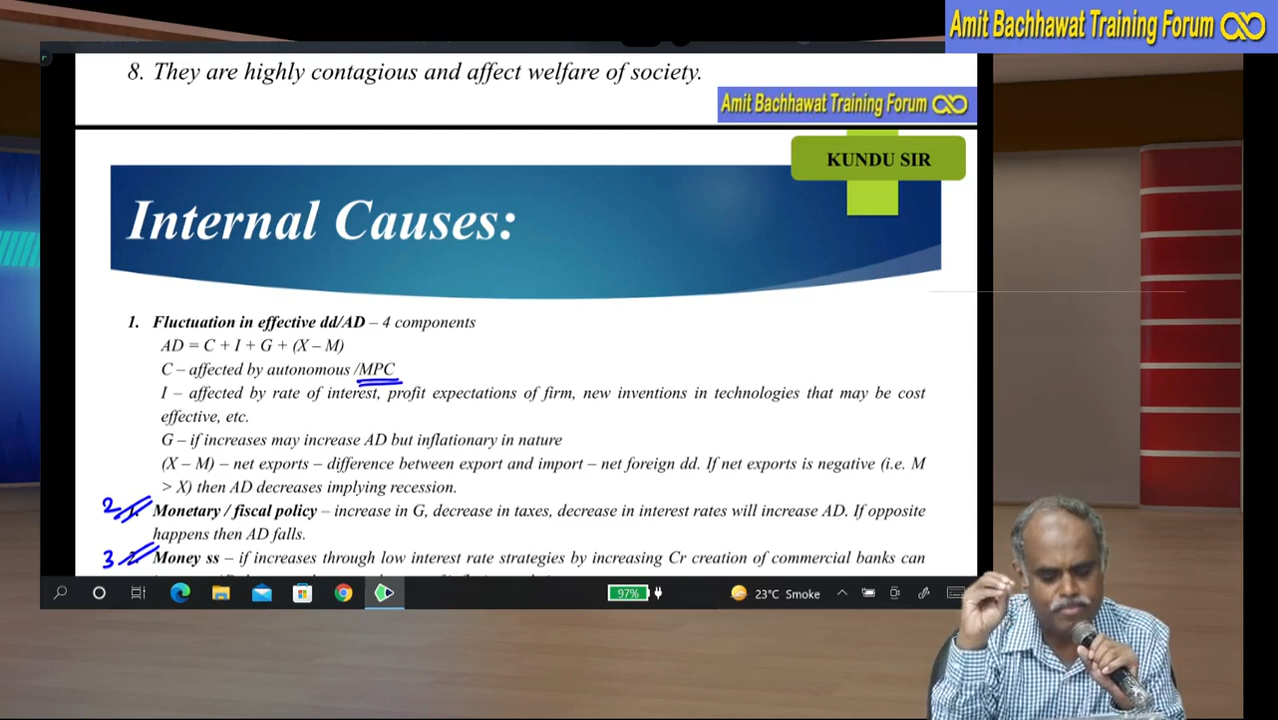 Amit Bachhawat Training Forum
8. They are highly contagious and affect welfare of society.
Amit Bachhawat Training Forum
KUNDU SIR
Internal Causes:
1. Fluctuation in effective dd/AD – 4 components
AD = C + I + G + (X – M)
C – affected by autonomous /MPC
I – affected by rate of interest, profit expectations of firm, new inventions in technologies that may be cost
effective, etc.
G – if increases may increase AD but inflationary in nature
(X – M) – net exports – difference between export and import – net foreign dd. If net exports is negative (i.e. M
> X) then AD decreases implying recession.
2 Monetary / fiscal policy – increase in G, decrease in taxes, decrease in interest rates will increase AD. If opposite
happens then AD falls.
3 Money ss – if increases through low interest rate strategies by increasing Cr creation of commercial banks can
97%
23°C Smoke